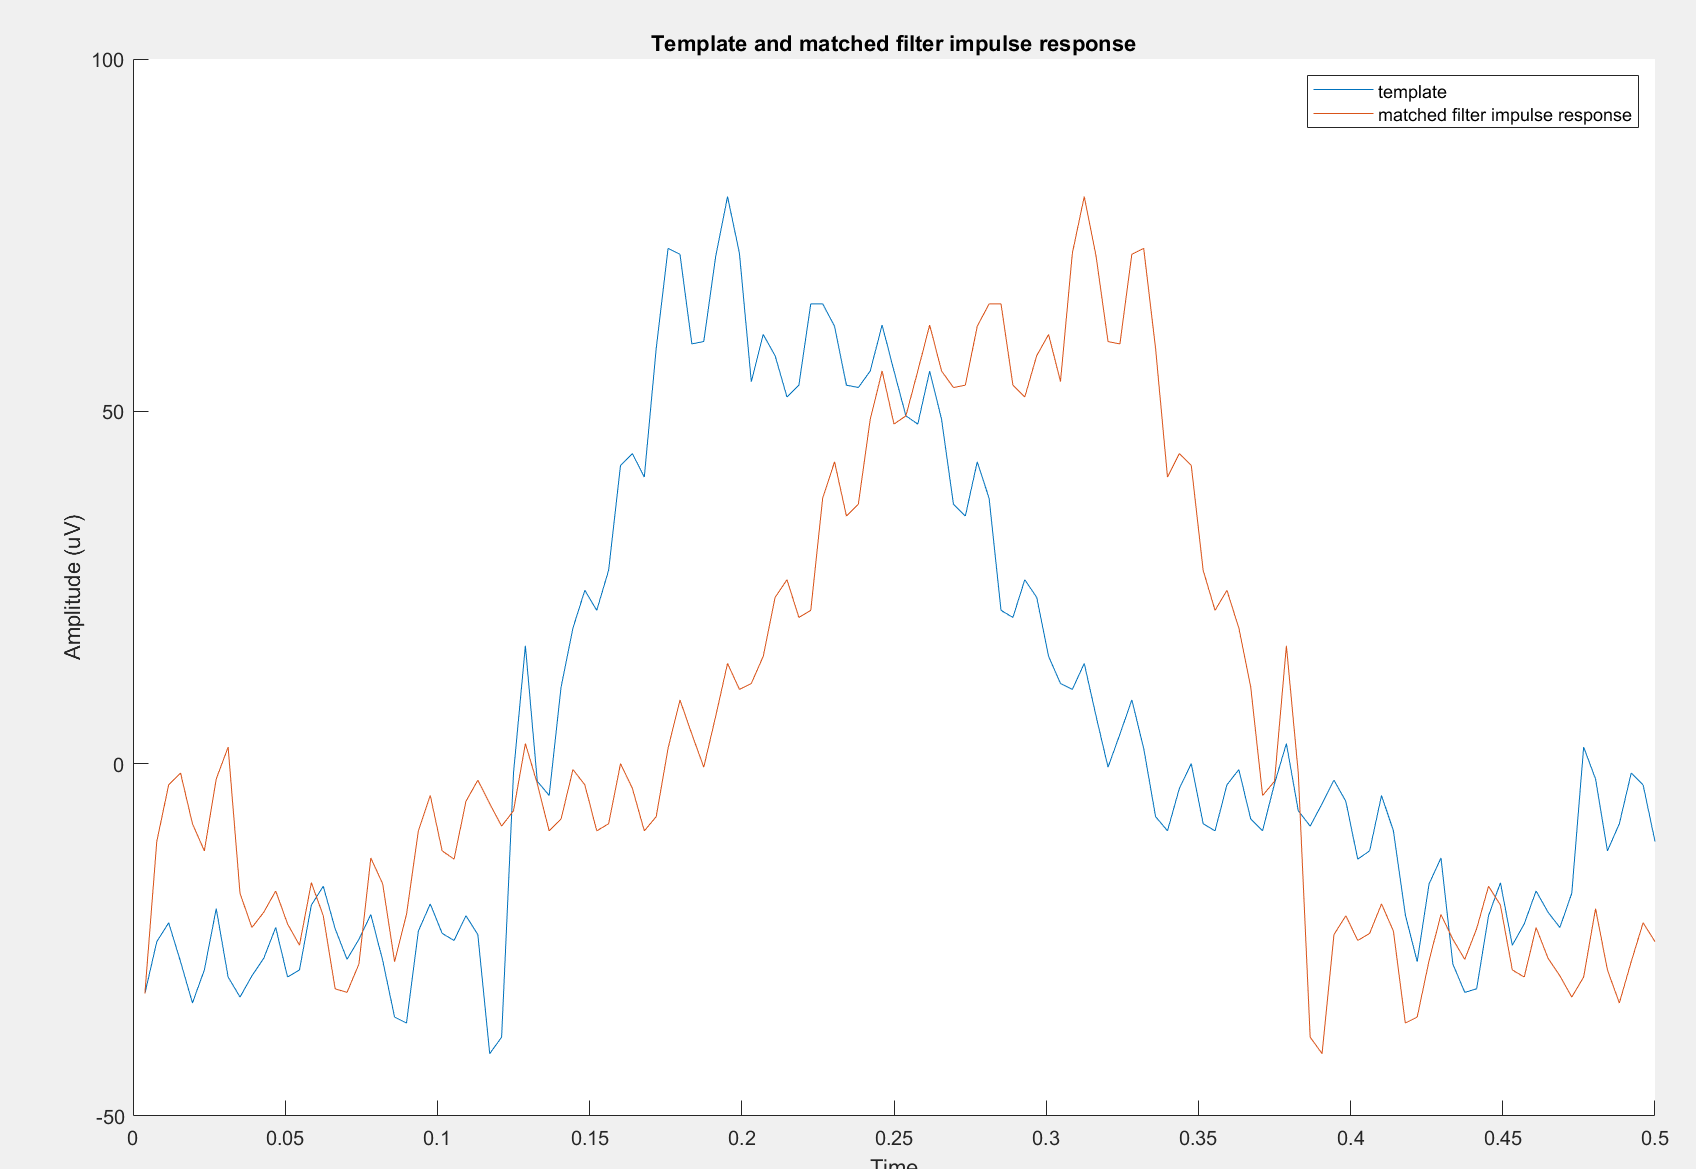 Template and matched filter impulse response
100
template
matched filter impulse response
50
Amplitude (uV)
0
-50
0 0.05 0.1 0.15 0.2 0.25 0.3 0.35 0.4 0.45 0.5
Time